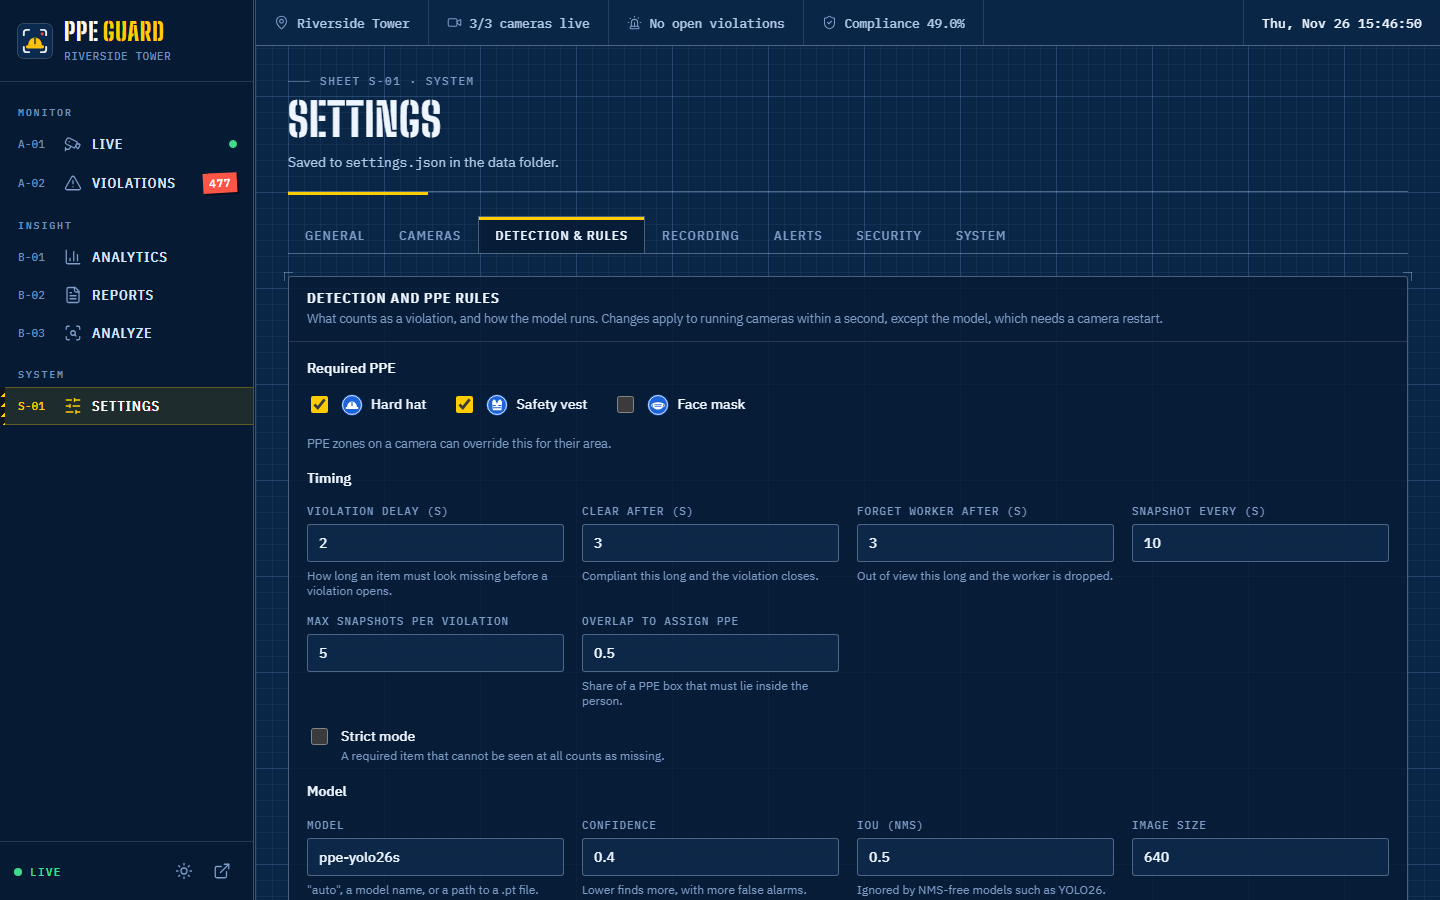 PPE GUARD
RIVERSIDE TOWER
MONITOR
A-01 LIVE
A-02 VIOLATIONS 477
INSIGHT
B-01 ANALYTICS
B-02 REPORTS
B-03 ANALYZE
SYSTEM
S-01 SETTINGS
LIVE
Riverside Tower
3/3 cameras live
No open violations
Compliance 49.0%
Thu, Nov 26 15:46:50
SHEET S-01 · SYSTEM
SETTINGS
Saved to settings.json in the data folder.
GENERAL CAMERAS DETECTION & RULES RECORDING ALERTS SECURITY SYSTEM
DETECTION AND PPE RULES
What counts as a violation, and how the model runs. Changes apply to running cameras within a second, except the model, which needs a camera restart.
Required PPE
Hard hat Safety vest Face mask
PPE zones on a camera can override this for their area.
Timing
VIOLATION DELAY (S) CLEAR AFTER (S) FORGET WORKER AFTER (S) SNAPSHOT EVERY (S)
2 3 3 10
How long an item must look missing before a
violation opens.
Compliant this long and the violation closes.
Out of view this long and the worker is dropped.
MAX SNAPSHOTS PER VIOLATION OVERLAP TO ASSIGN PPE
5 0.5
Share of a PPE box that must lie inside the
person.
Strict mode
A required item that cannot be seen at all counts as missing.
Model
MODEL CONFIDENCE IOU (NMS) IMAGE SIZE
ppe-yolo26s 0.4 0.5 640
"auto", a model name, or a path to a .pt file.
Lower finds more, with more false alarms.
Ignored by NMS-free models such as YOLO26.